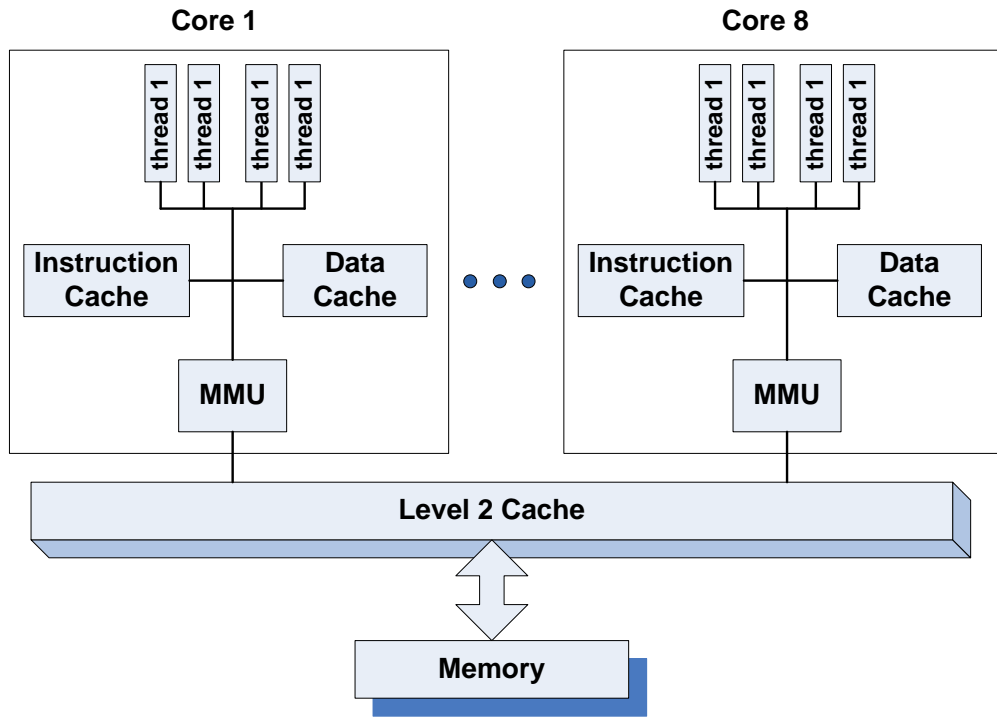 Core 1
Core 8
thread 1
thread 1
thread 1
thread 1
thread 1
thread 1
thread 1
thread 1
Instruction
Cache
Data
Cache
Instruction
Cache
Data
Cache
MMU
MMU
Level 2 Cache
Memory